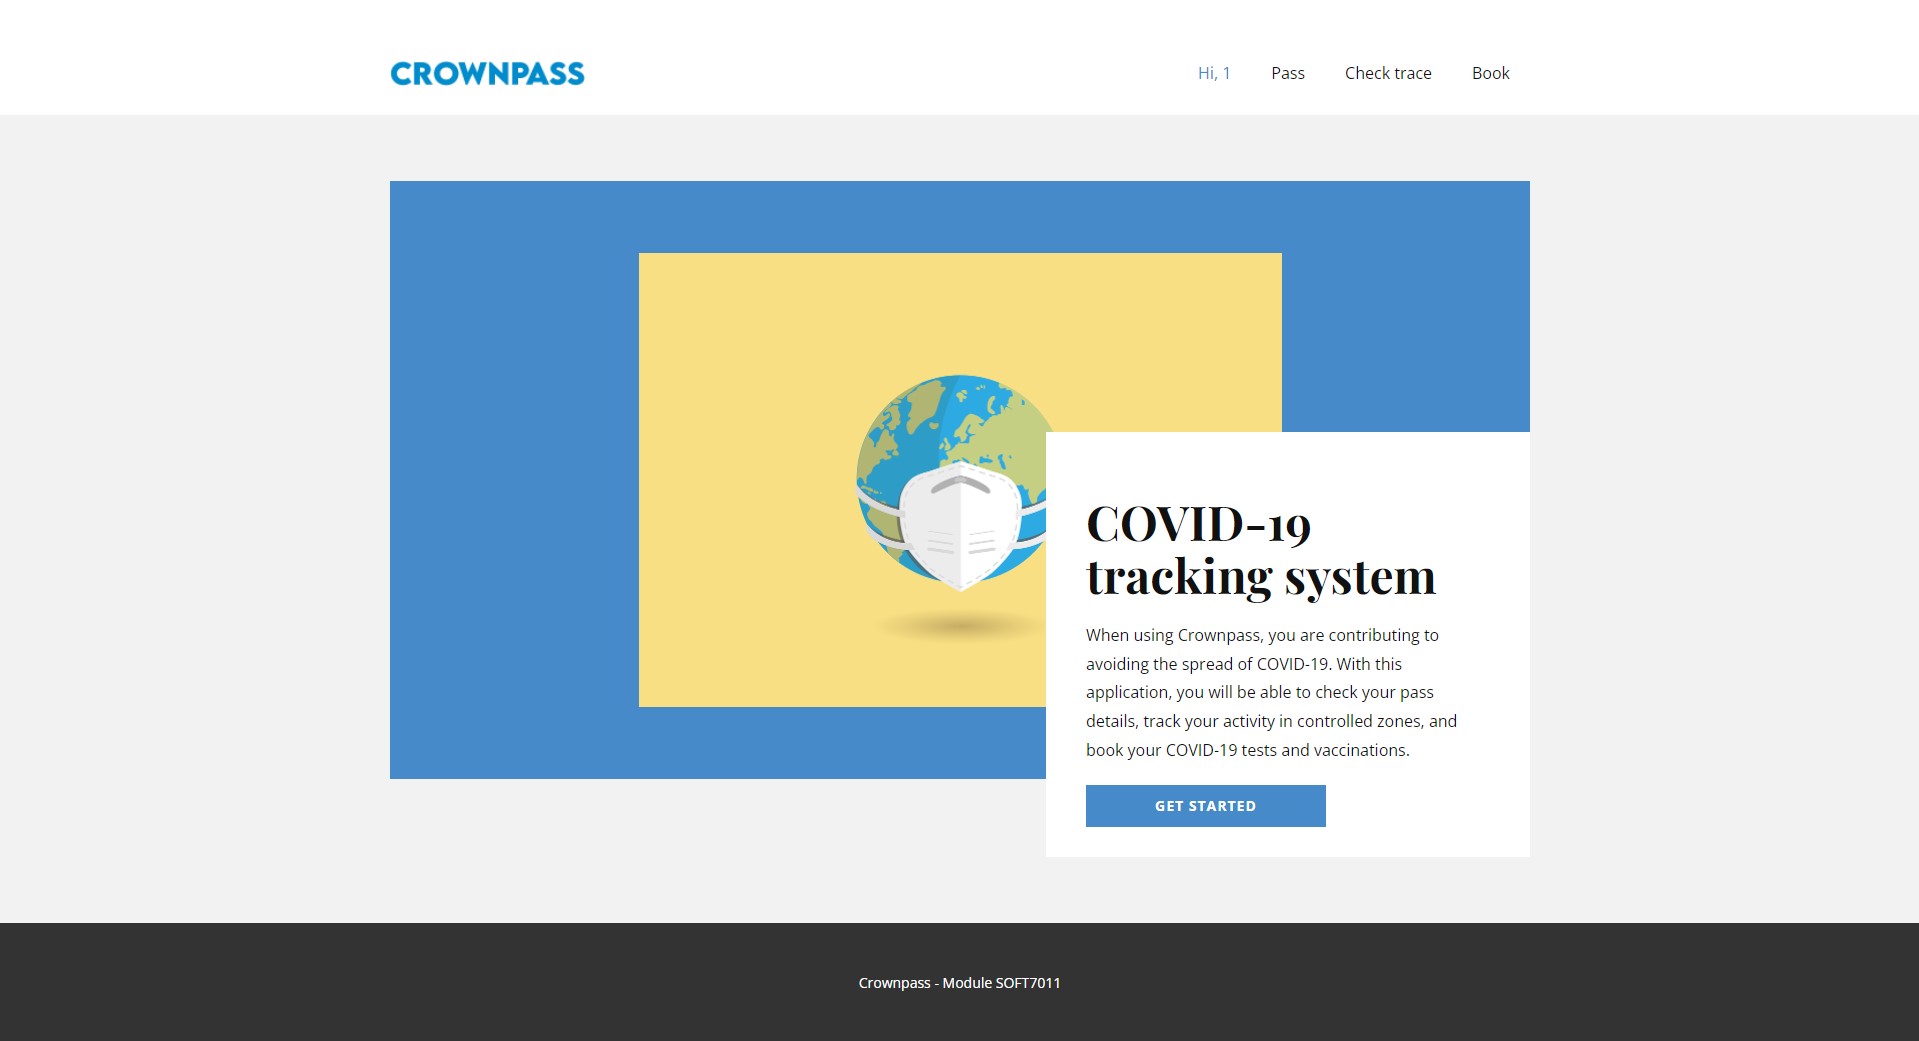 CROWNPASS
Hi, 1
Pass
Check trace
Book
COVID-19
tracking system
When using Crownpass, you are contributing to
avoiding the spread of COVID-19. With this
application, you will be able to check your pass
details, track your activity in controlled zones, and
book your COVID-19 tests and vaccinations.
GET STARTED
Crownpass - Module SOFT7011